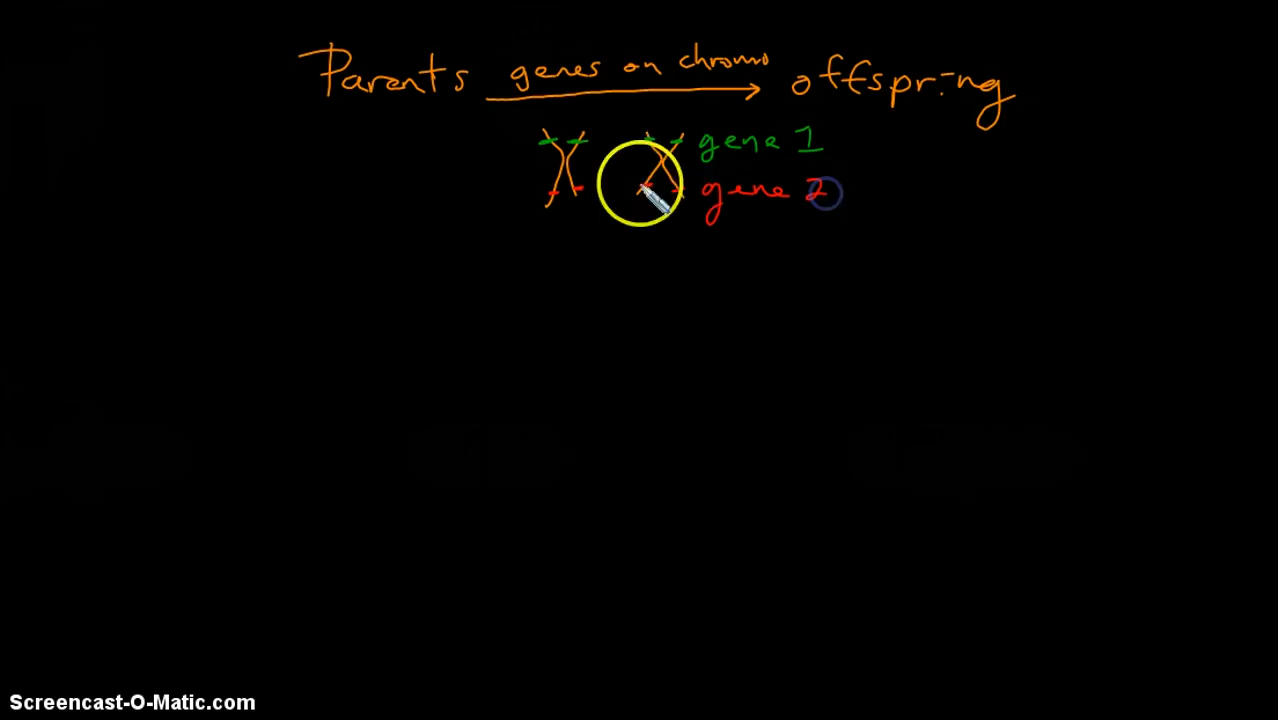 Parents genes on chromo offspring
gene 1
gene 2
Screencast-O-Matic.com